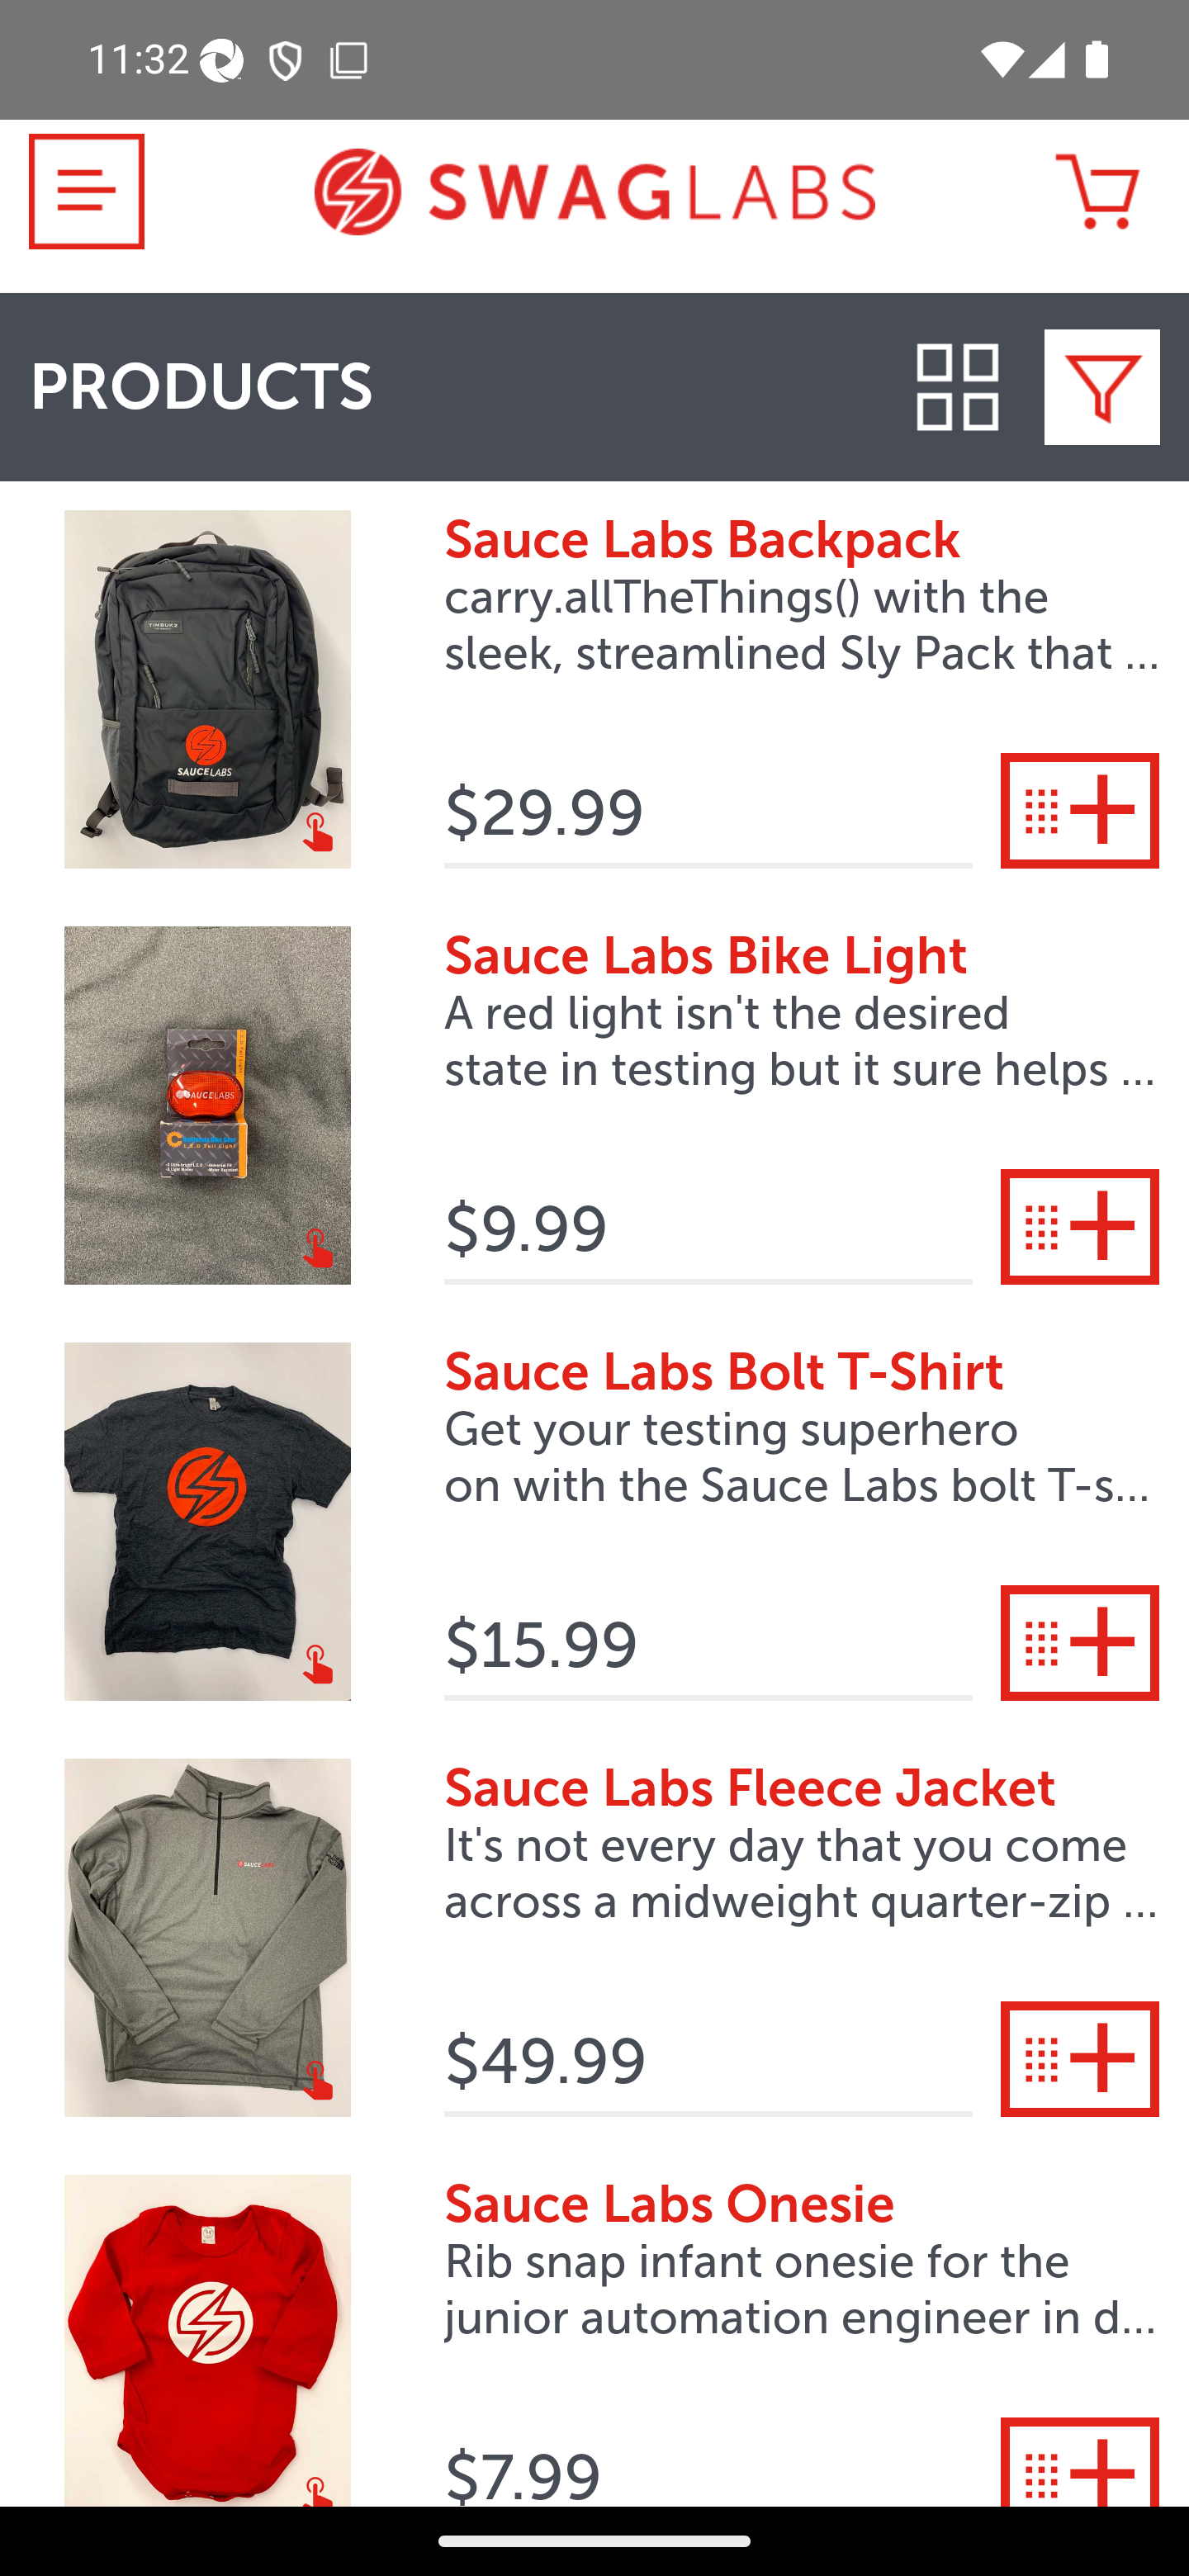 11:32
SWAGLABS
PRODUCTS
Sauce Labs Backpack
carry.allTheThings() with the
sleek, streamlined Sly Pack that ...
TIMBUK2
SAUCELABS
$29.99
Sauce Labs Bike Light
A red light isn't the desired
state in testing but it sure helps ...
SAUCELABS
$9.99
Sauce Labs Bolt T-Shirt
Get your testing superhero
on with the Sauce Labs bolt T-s...
$15.99
Sauce Labs Fleece Jacket
It's not every day that you come
across a midweight quarter-zip ...
SAUCE
$49.99
Sauce Labs Onesie
Rib snap infant onesie for the
junior automation engineer in d...
$7.99